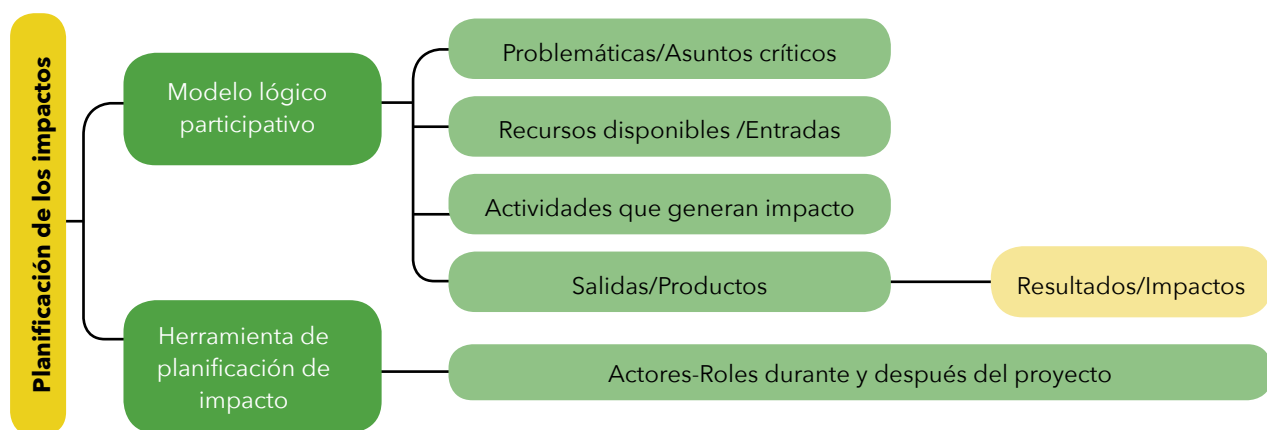 Planificación de los impactos
Modelo lógico
participativo
Problemáticas/Asuntos críticos
Recursos disponibles /Entradas
Actividades que generan impacto
Salidas/Productos
Resultados/Impactos
Herramienta de
planificación de
impacto
Actores-Roles durante y después del proyecto